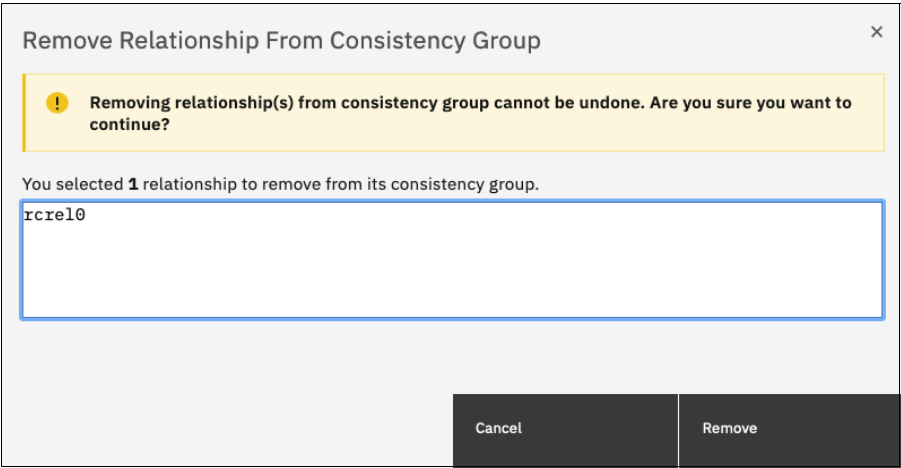 Remove Relationship From Consistency Group
Removing relationship(s) from consistency group cannot be undone. Are you sure you want to
continue?
You selected 1 relationship to remove from its consistency group.
rcrel0
Cancel
Remove